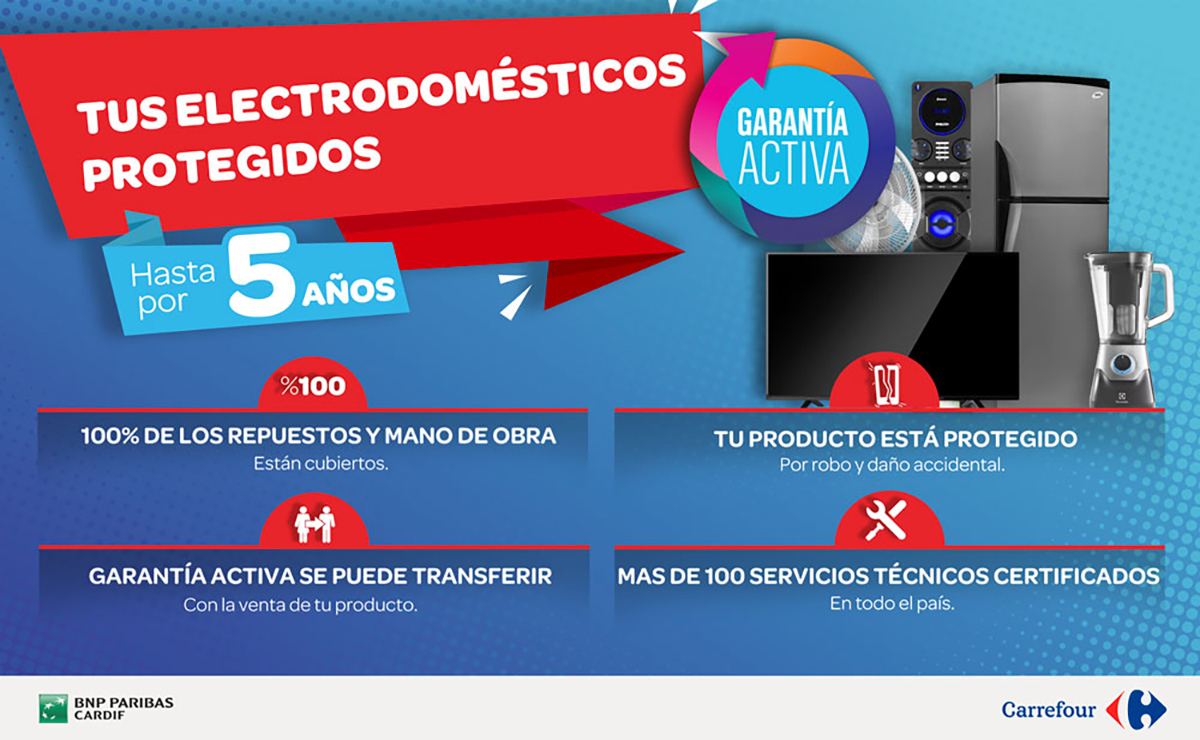 TUS ELECTRODOMÉSTICOS
PROTEGIDOS
GARANTÍA
ACTIVA
Hasta
por
5 AÑOS
%100
100% DE LOS REPUESTOS Y MANO DE OBRA
Están cubiertos.
TU PRODUCTO ESTÁ PROTEGIDO
Por robo y daño accidental.
GARANTÍA ACTIVA SE PUEDE TRANSFERIR
Con la venta de tu producto.
MAS DE 100 SERVICIOS TÉCNICOS CERTIFICADOS
En todo el país.
BNP PARIBAS
CARDIF
Carrefour